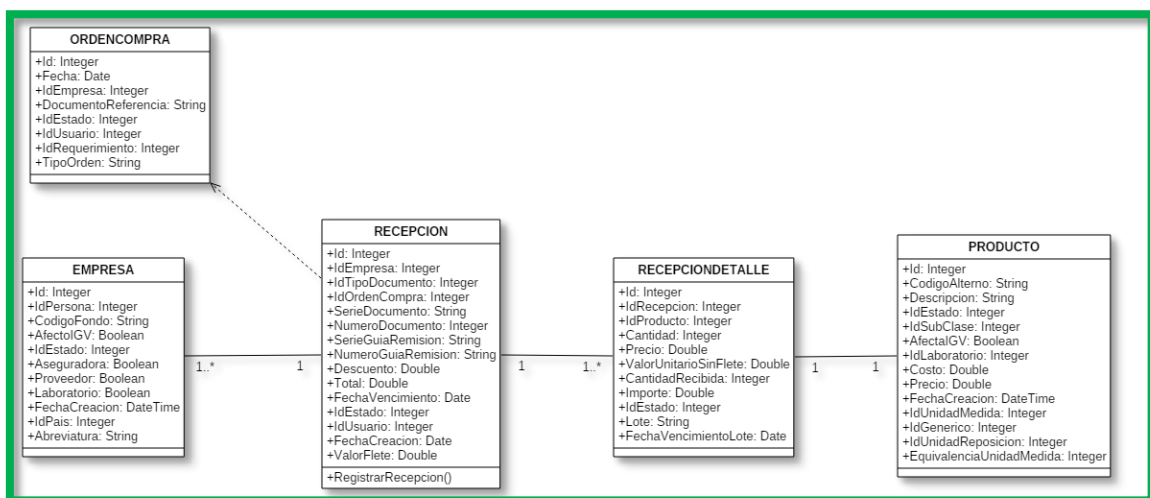 ORDENCOMPRA
+Id: Integer
+Fecha: Date
+IdEmpresa: Integer
+DocumentoReferencia: String
+IdEstado: Integer
+IdUsuario: Integer
+IdRequerimiento: Integer
+TipoOrden: String
EMPRESA
+Id: Integer
+IdPersona: Integer
+CodigoFondo: String
+AfectoIGV: Boolean
+IdEstado: Integer
+Aseguradora: Boolean
+Proveedor: Boolean
+Laboratorio: Boolean
+FechaCreacion: DateTime
+IdPais: Integer
+Abreviatura: String
1..*
1
RECEPCION
+Id: Integer
+IdEmpresa: Integer
+IdTipoDocumento: Integer
+IdOrdenCompra: Integer
+SerieDocumento: String
+NumeroDocumento: Integer
+SerieGuiaRemision: String
+NumeroGuiaRemision: String
+Descuento: Double
+Total: Double
+FechaVencimiento: Date
+IdEstado: Integer
+IdUsuario: Integer
+FechaCreacion: Date
+ValorFlete: Double
+RegistrarRecepcion()
1
1..*
RECEPCIONDETALLE
+Id: Integer
+IdRecepcion: Integer
+IdProducto: Integer
+Cantidad: Integer
+Precio: Double
+ValorUnitarioSinFlete: Double
+CantidadRecibida: Integer
+Importe: Double
+IdEstado: Integer
+Lote: String
+FechaVencimientoLote: Date
1
1
PRODUCTO
+Id: Integer
+CodigoAlterno: String
+Descripcion: String
+IdEstado: Integer
+IdSubClase: Integer
+AfectaIGV: Boolean
+IdLaboratorio: Integer
+Costo: Double
+Precio: Double
+FechaCreacion: DateTime
+IdUnidadMedida: Integer
+IdGenerico: Integer
+IdUnidadReposicion: Integer
+EquivalenciaUnidadMedida: Integer